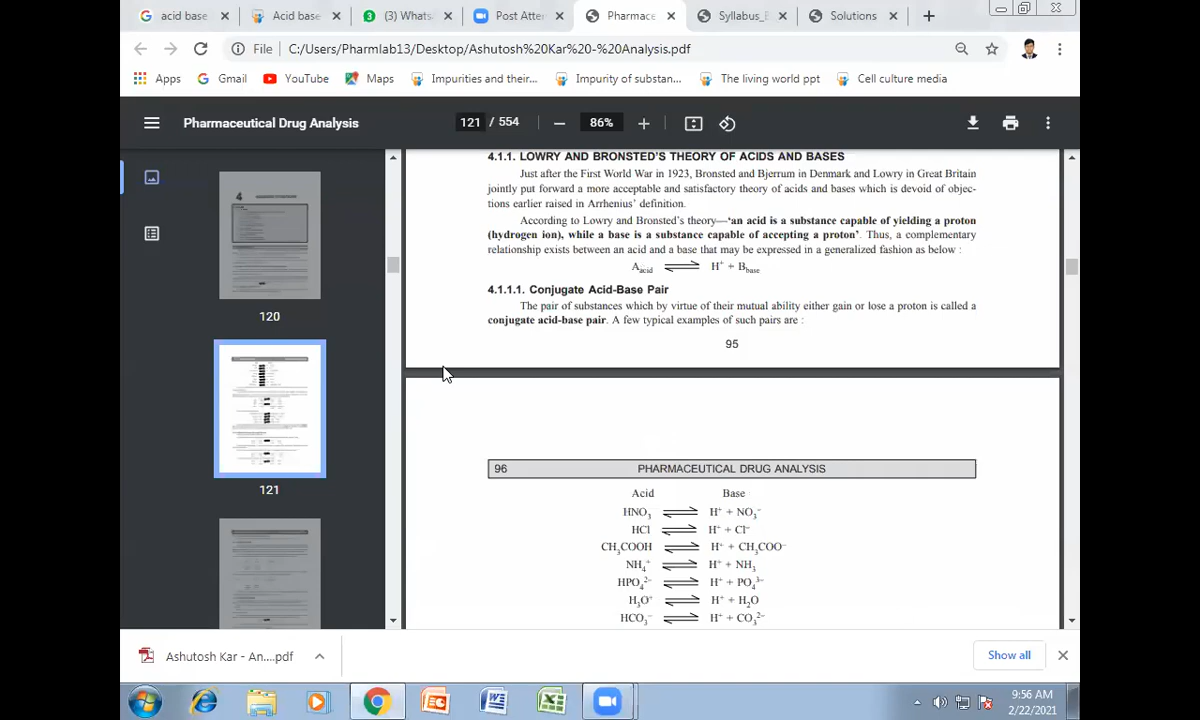 acid base
Acid base
(3) Whats
Post Atten
Pharmace
Syllabus_
Solutions
File C:/Users/Pharmlab13/Desktop/Ashutosh%20Kar%20-%20Analysis.pdf
Apps Gmail YouTube Maps Impurities and their... Impurity of substan... The living world ppt Cell culture media
Pharmaceutical Drug Analysis 121 / 554 86%
4.1.1. LOWRY AND BRONSTED'S THEORY OF ACIDS AND BASES
Just after the First World War in 1923, Bronsted and Bjerrum in Denmark and Lowry in Great Britain
jointly put forward a more acceptable and satisfactory theory of acids and bases which is devoid of objec-
tions earlier raised in Arrhenius' definition.
According to Lowry and Bronsted's theory—'an acid is a substance capable of yielding a proton
(hydrogen ion), while a base is a substance capable of accepting a proton'. Thus, a complementary
relationship exists between an acid and a base that may be expressed in a generalized fashion as below :
A_acid ⇌ H⁺ + B_base
4.1.1.1. Conjugate Acid-Base Pair
The pair of substances which by virtue of their mutual ability either gain or lose a proton is called a
conjugate acid-base pair. A few typical examples of such pairs are :
95
96 PHARMACEUTICAL DRUG ANALYSIS
Acid Base
HNO₃ ⇌ H⁺ + NO₃⁻
HCl ⇌ H⁺ + Cl⁻
CH₃COOH ⇌ H⁺ + CH₃COO⁻
NH₄⁺ ⇌ H⁺ + NH₃
HPO₄²⁻ ⇌ H⁺ + PO₄³⁻
H₃O⁺ ⇌ H⁺ + H₂O
HCO₃⁻ ⇌ H⁺ + CO₃²⁻
4
120
121
Ashutosh Kar - An....pdf
Show all
9:56 AM
2/22/2021